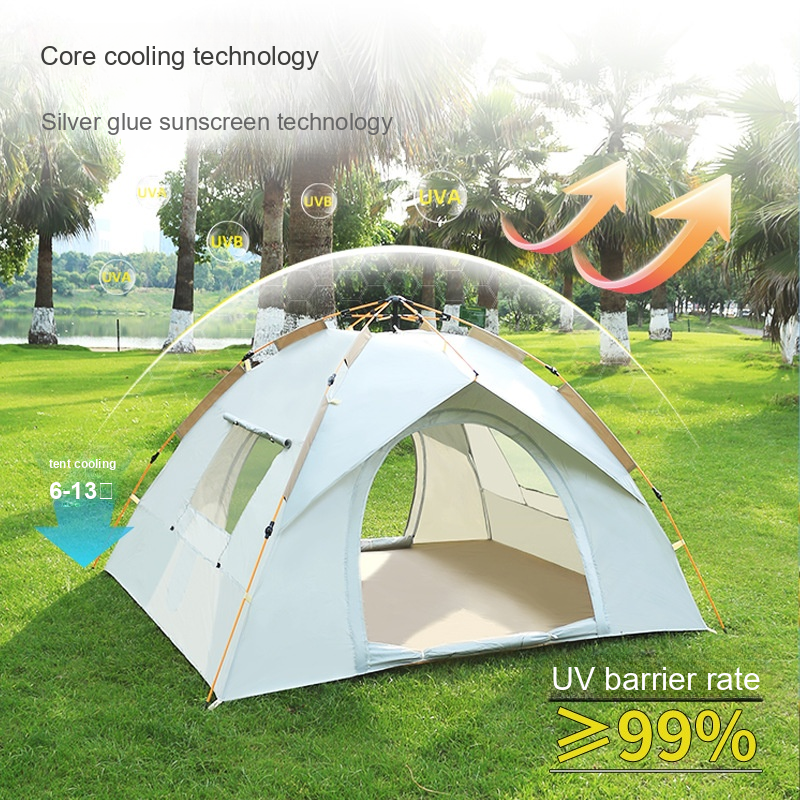 Core cooling technology
Silver glue sunscreen technology
UVA
UVB
UVA
UVB
UVA
tent cooling
6-13
UV barrier rate
≥99%